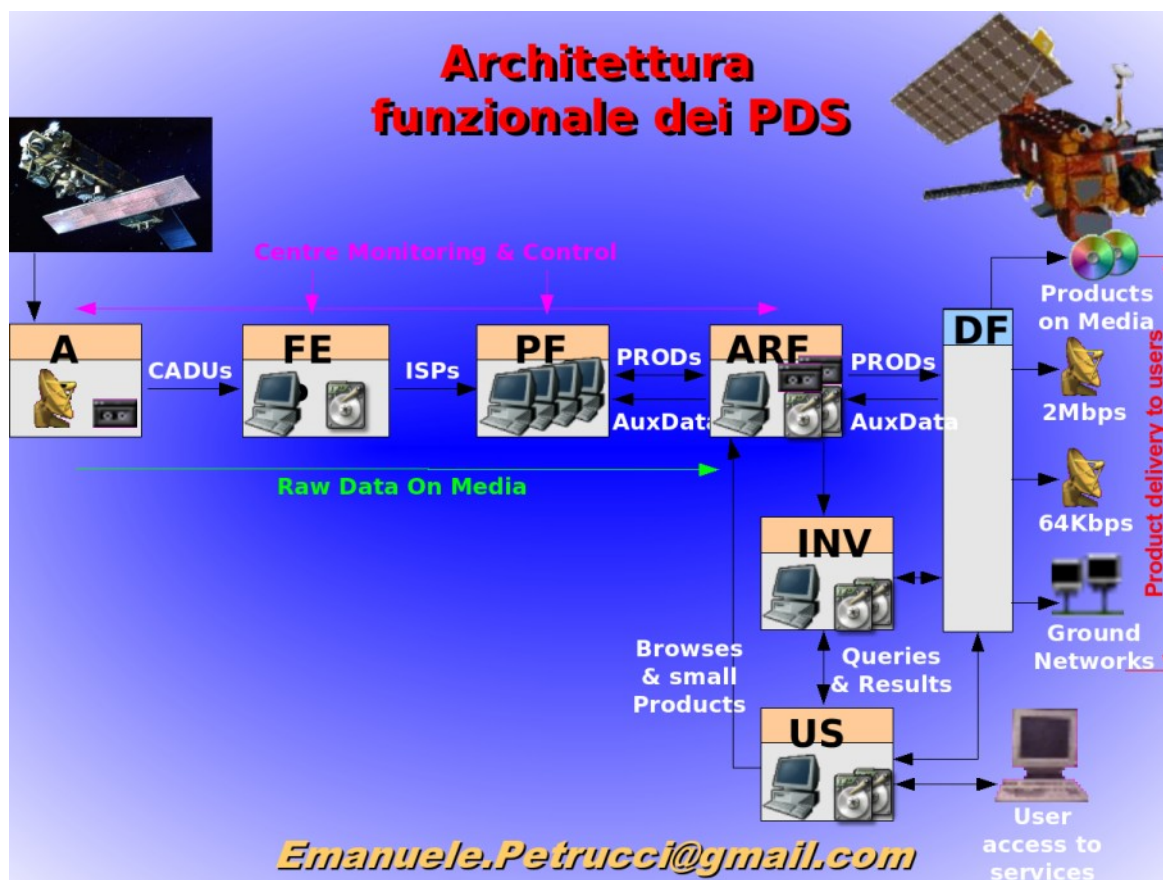 Architettura
funzionale dei PDS
Centre Monitoring & Control
A
FE
PF
ARF
DF
CADUs
ISPs
PRODs
AuxData
PRODs
AuxData
Raw Data On Media
INV
Browses
& small
Products
Queries
& Results
US
Products
on Media
2Mbps
64Kbps
Ground
Networks
Product delivery to users
User
access to
services
Emanuele.Petrucci@gmail.com